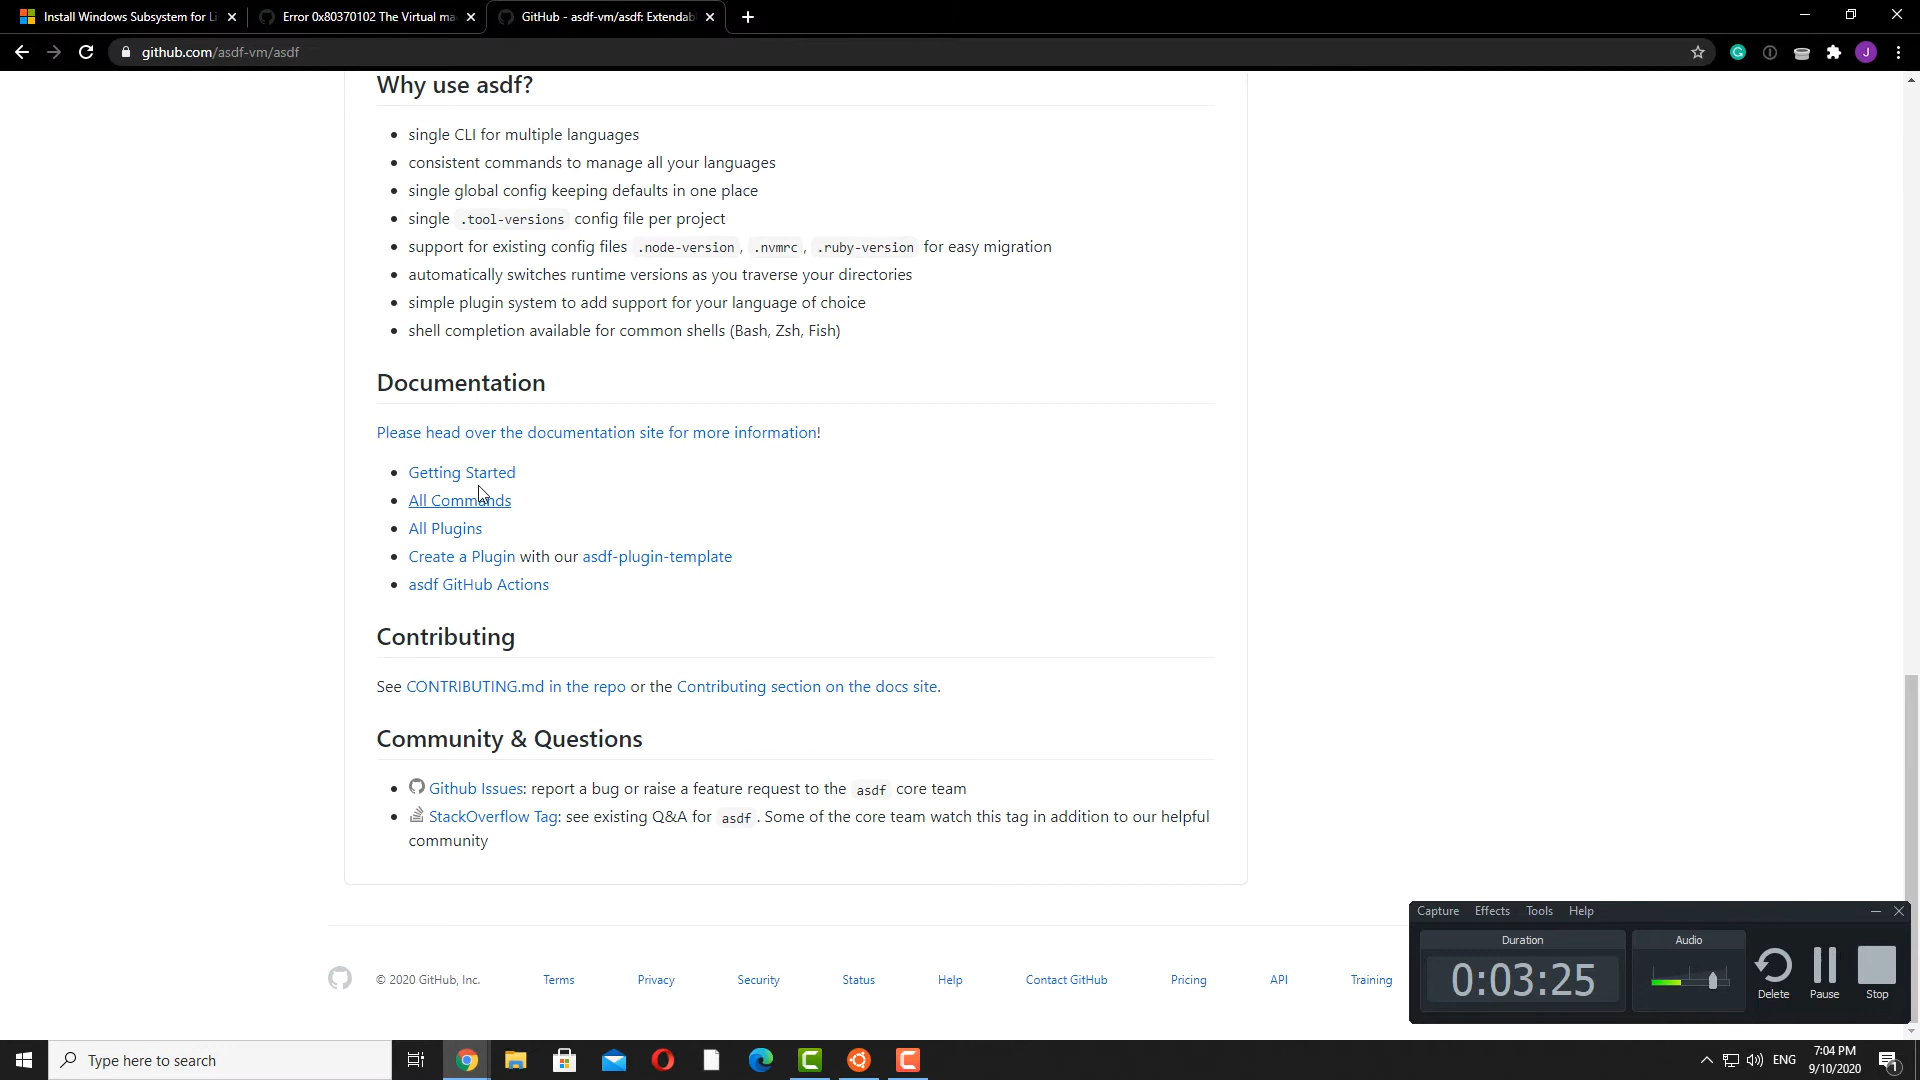 Install Windows Subsystem for Li
Error 0x80370102 The Virtual ma
GitHub - asdf-vm/asdf: Extendab
github.com/asdf-vm/asdf
J
Why use asdf?
single CLI for multiple languages
consistent commands to manage all your languages
single global config keeping defaults in one place
single .tool-versions config file per project
support for existing config files .node-version, .nvmrc, .ruby-version for easy migration
automatically switches runtime versions as you traverse your directories
simple plugin system to add support for your language of choice
shell completion available for common shells (Bash, Zsh, Fish)
Documentation
Please head over the documentation site for more information!
Getting Started
All Commands
All Plugins
Create a Plugin with our asdf-plugin-template
asdf GitHub Actions
Contributing
See CONTRIBUTING.md in the repo or the Contributing section on the docs site.
Community & Questions
Github Issues: report a bug or raise a feature request to the asdf core team
StackOverflow Tag: see existing Q&A for asdf. Some of the core team watch this tag in addition to our helpful
community
© 2020 GitHub, Inc. Terms Privacy Security Status Help Contact GitHub Pricing API Training
Capture Effects Tools Help
Duration
Audio
0:03:25
Delete Pause Stop
Type here to search
ENG
7:04 PM
9/10/2020
1